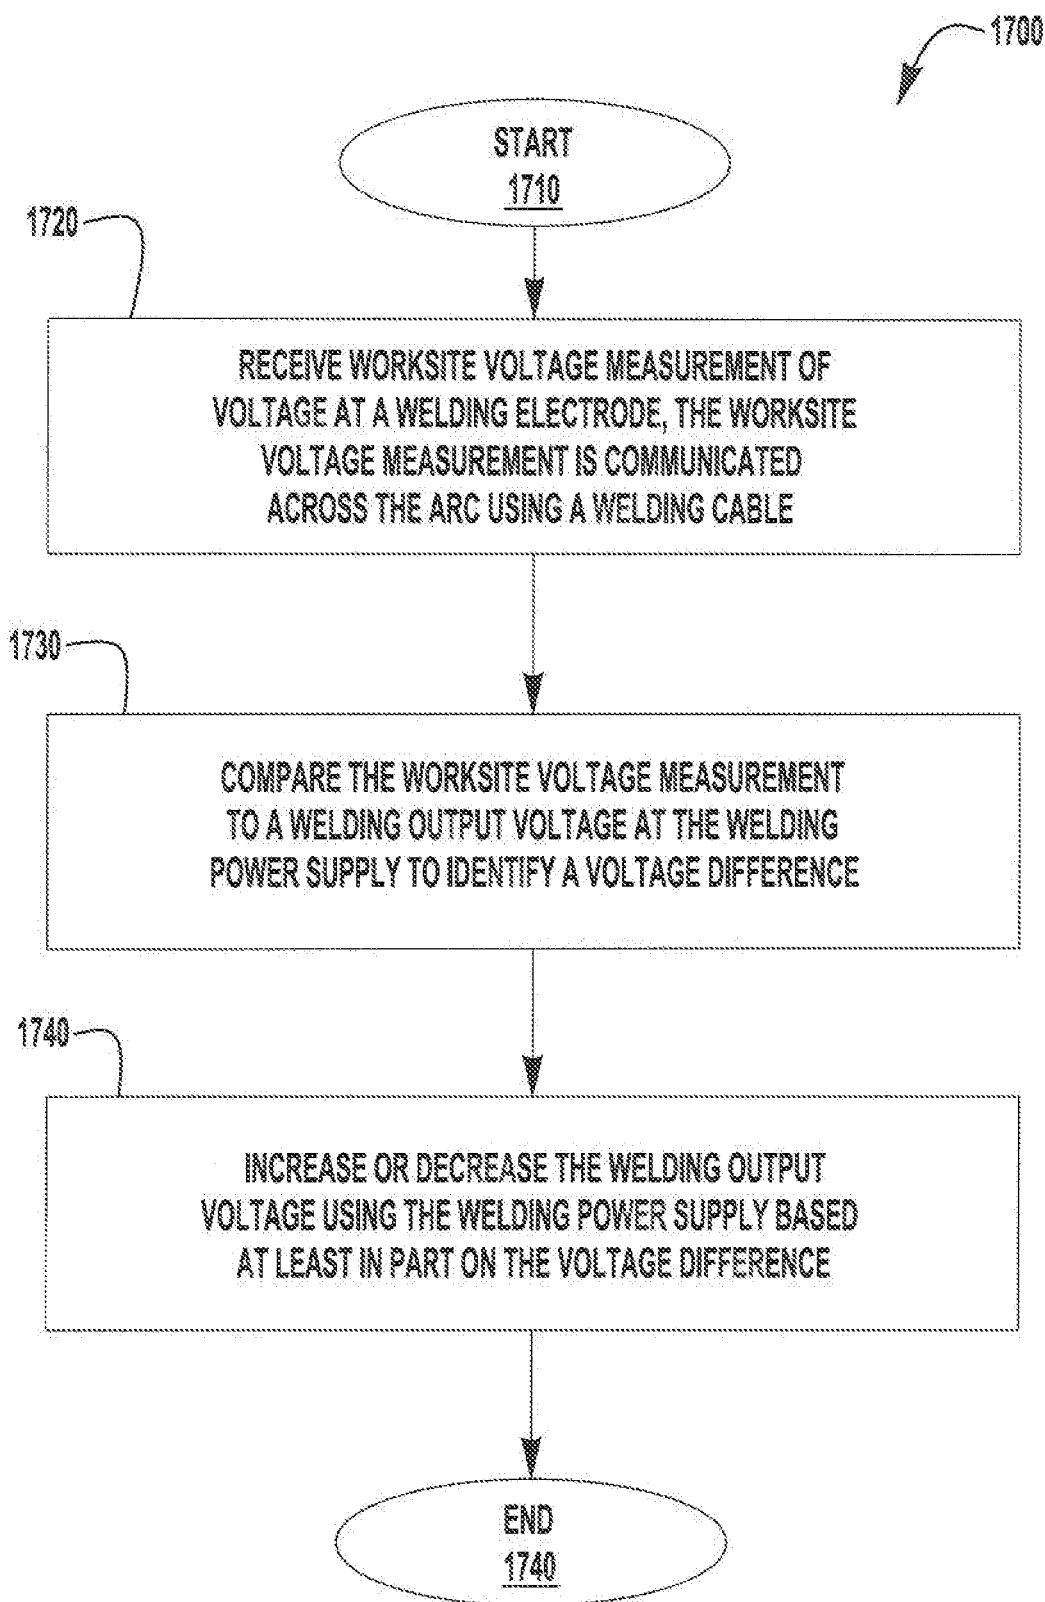 1700
START
1710
1720
RECEIVE WORKSITE VOLTAGE MEASUREMENT OF
VOLTAGE AT A WELDING ELECTRODE, THE WORKSITE
VOLTAGE MEASUREMENT IS COMMUNICATED
ACROSS THE ARC USING A WELDING CABLE
1730
COMPARE THE WORKSITE VOLTAGE MEASUREMENT
TO A WELDING OUTPUT VOLTAGE AT THE WELDING
POWER SUPPLY TO IDENTIFY A VOLTAGE DIFFERENCE
1740
INCREASE OR DECREASE THE WELDING OUTPUT
VOLTAGE USING THE WELDING POWER SUPPLY BASED
AT LEAST IN PART ON THE VOLTAGE DIFFERENCE
END
1740